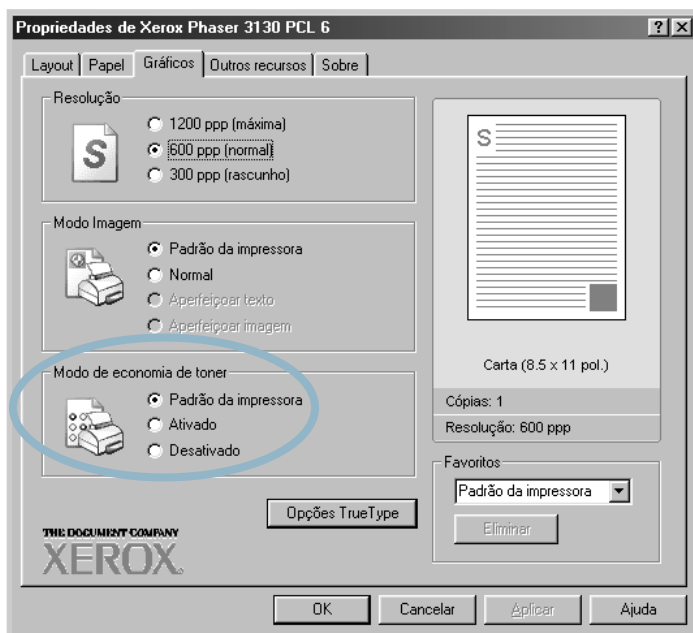 Propriedades de Xerox Phaser 3130 PCL 6
Layout Papel Gráficos Outros recursos Sobre
Resolução
S
1200 ppp (máxima)
600 ppp (normal)
300 ppp (rascunho)
Modo Imagem
Padrão da impressora
Normal
Aperfeiçoar texto
Aperfeiçoar imagem
Modo de economia de toner
Padrão da impressora
Ativado
Desativado
Opções TrueType
THE DOCUMENT COMPANY
XEROX
S
Carta (8.5 x 11 pol.)
Cópias: 1
Resolução: 600 ppp
Favoritos
Padrão da impressora
Eliminar
OK Cancelar Aplicar Ajuda